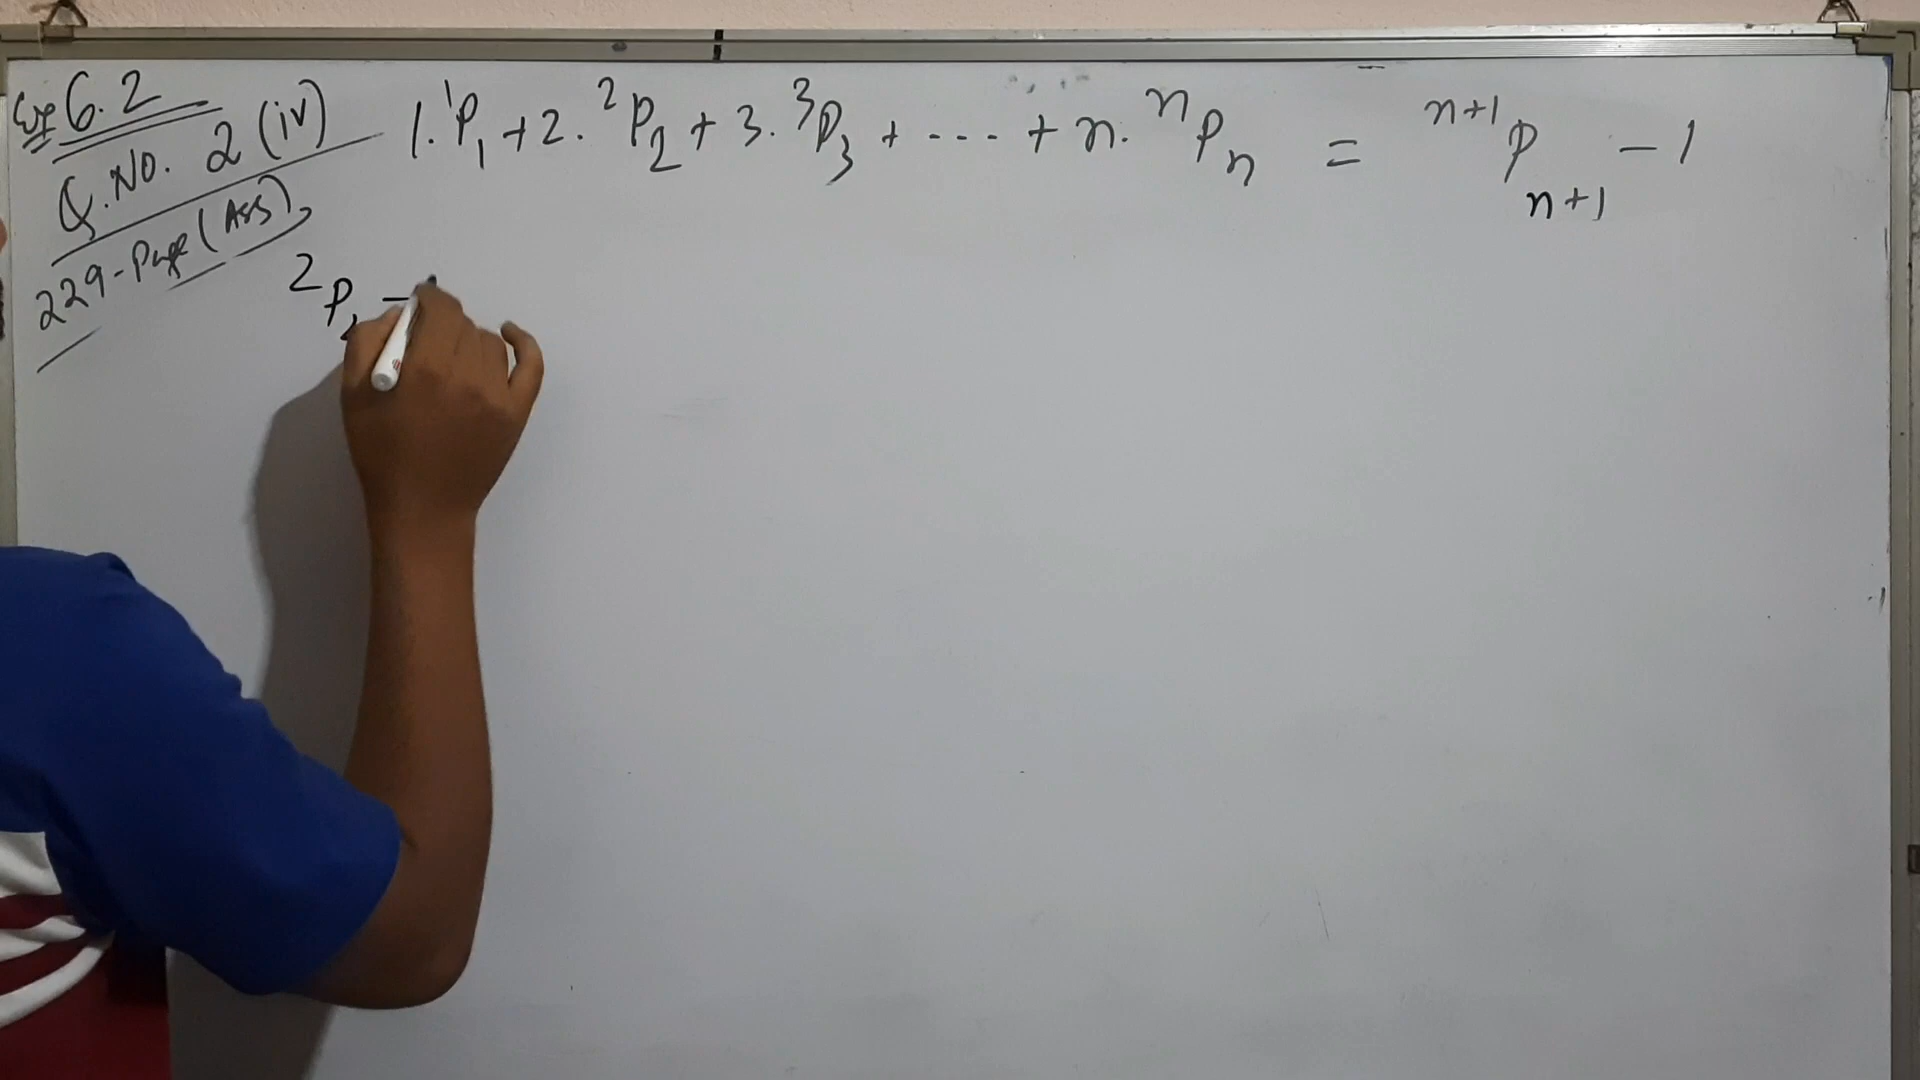 Ex 6.2
Q.NO. 2 (iv)
229-Page (Ass)
1. ¹P₁ + 2. ²P₂ + 3. ³P₃ + .... + n. ⁿPₙ = ⁿ⁺¹Pₙ₊₁ - 1
²P